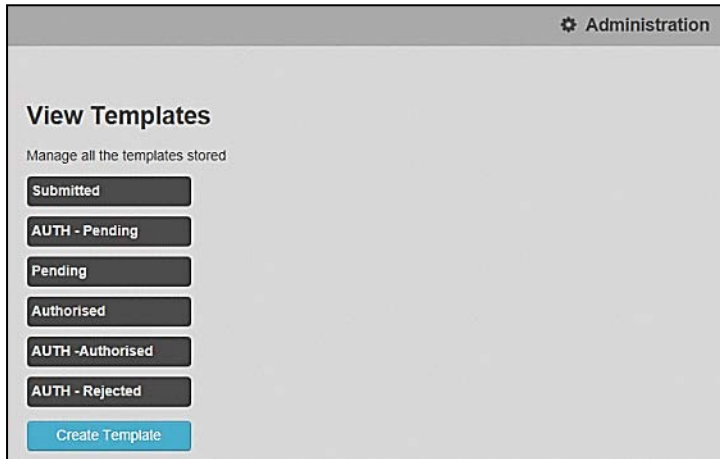 Administration
View Templates
Manage all the templates stored
Submitted
AUTH - Pending
Pending
Authorised
AUTH -Authorised
AUTH - Rejected
Create Template